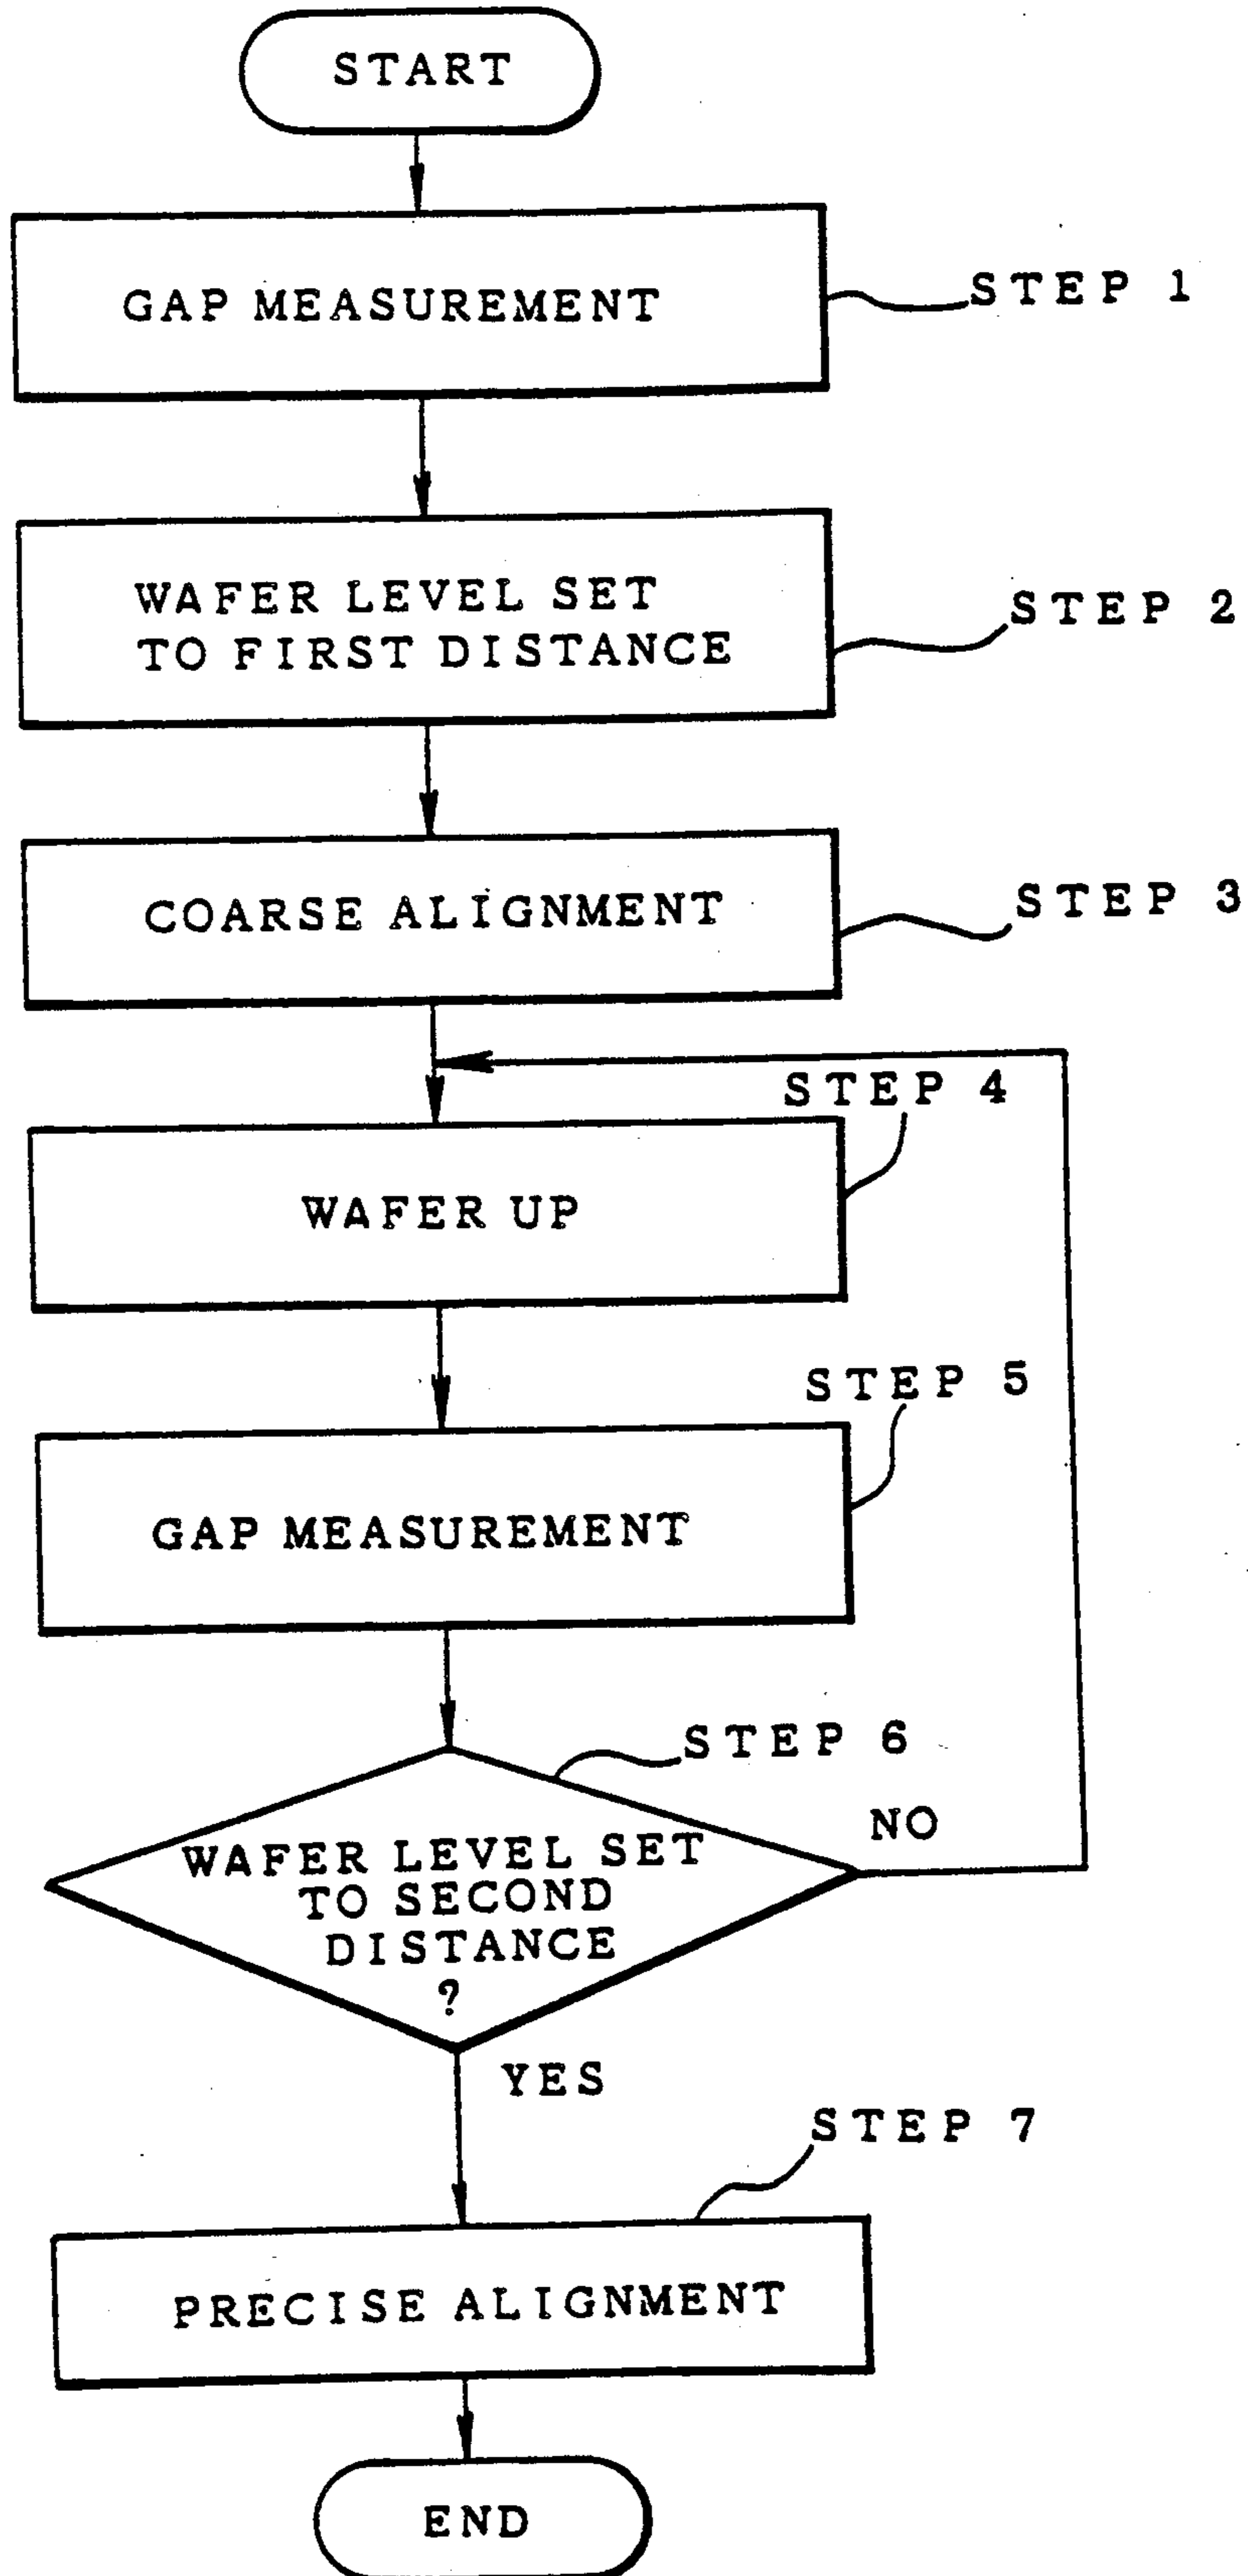 START
GAP MEASUREMENT
STEP 1
WAFER LEVEL SET
TO FIRST DISTANCE
STEP 2
COARSE ALIGNMENT
STEP 3
STEP 4
WAFER UP
STEP 5
GAP MEASUREMENT
STEP 6
NO
WAFER LEVEL SET
TO SECOND
DISTANCE
?
YES
STEP 7
PRECISE ALIGNMENT
END